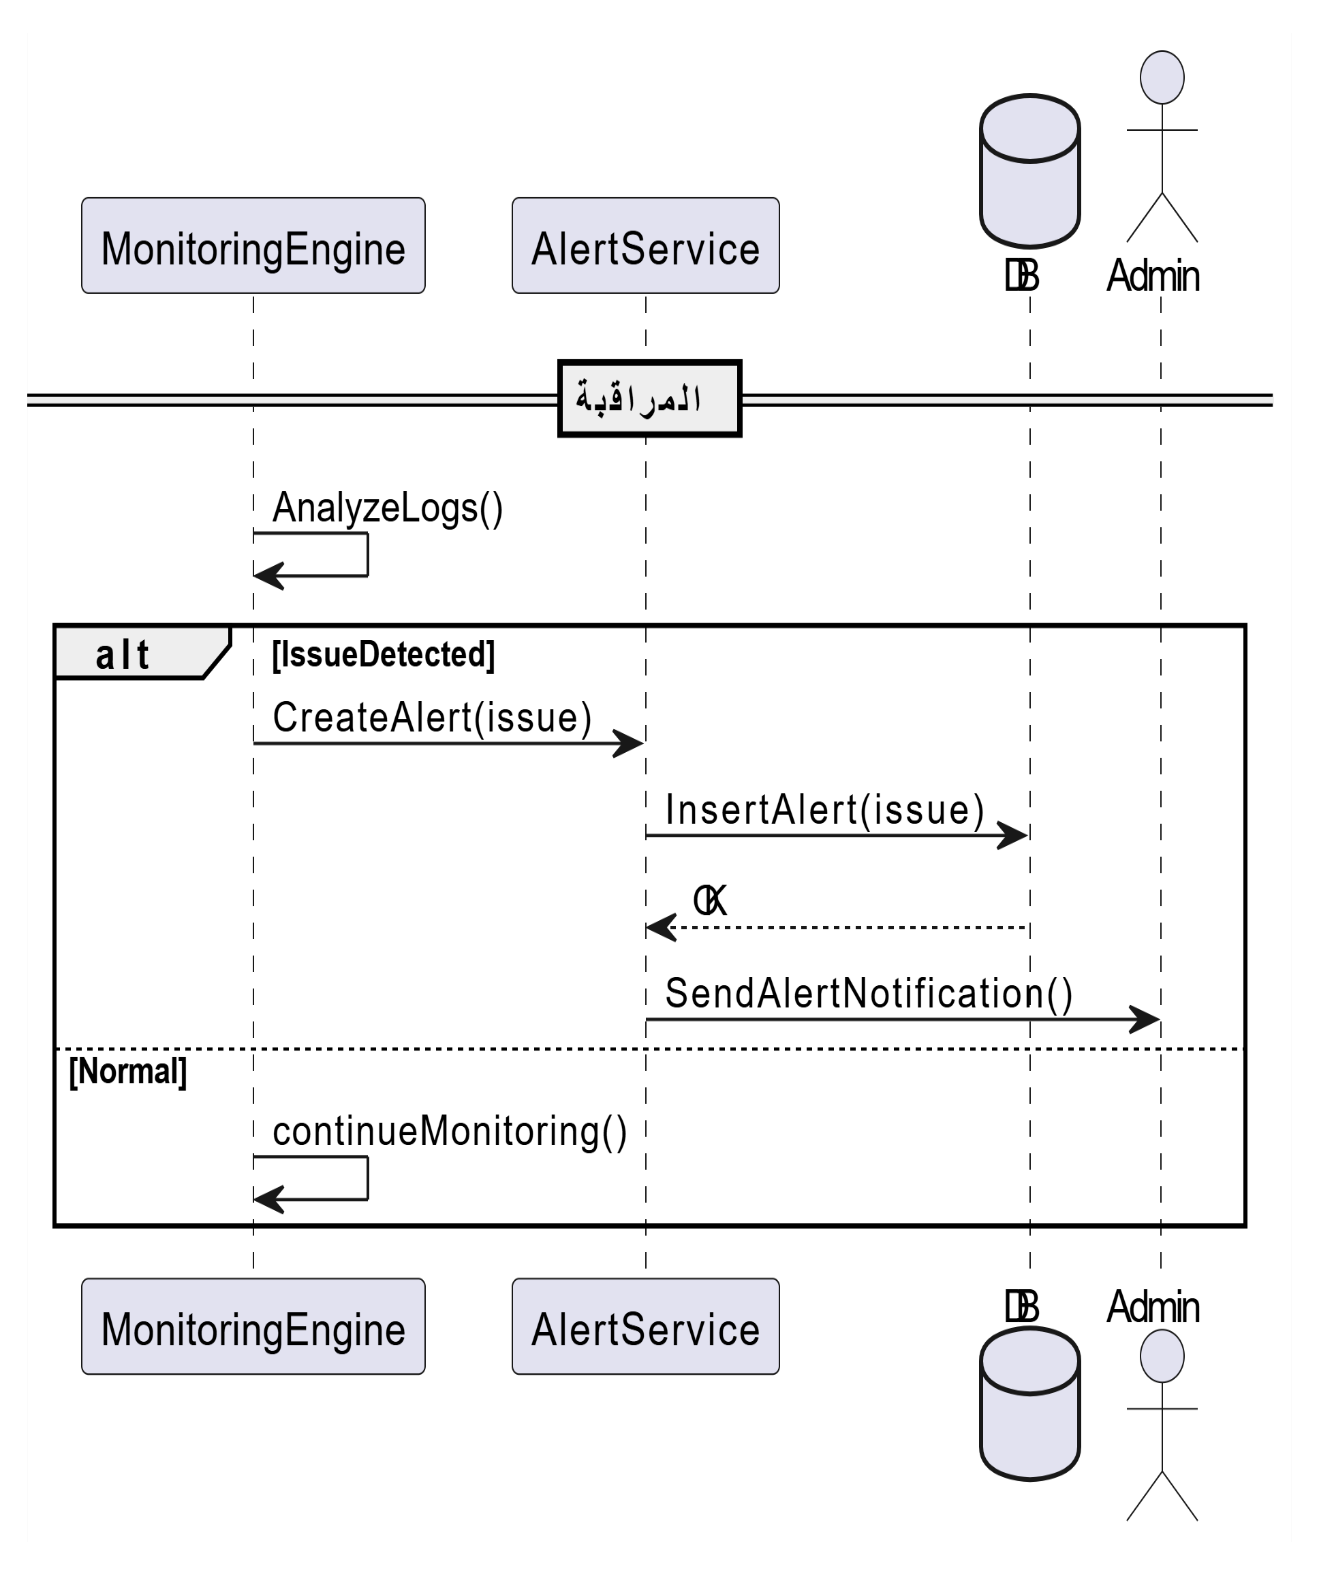 MonitoringEngine
AlertService
DB
Admin
المراقبة
AnalyzeLogs()
alt
[IssueDetected]
CreateAlert(issue)
InsertAlert(issue)
OK
SendAlertNotification()
[Normal]
continueMonitoring()
MonitoringEngine
AlertService
DB
Admin